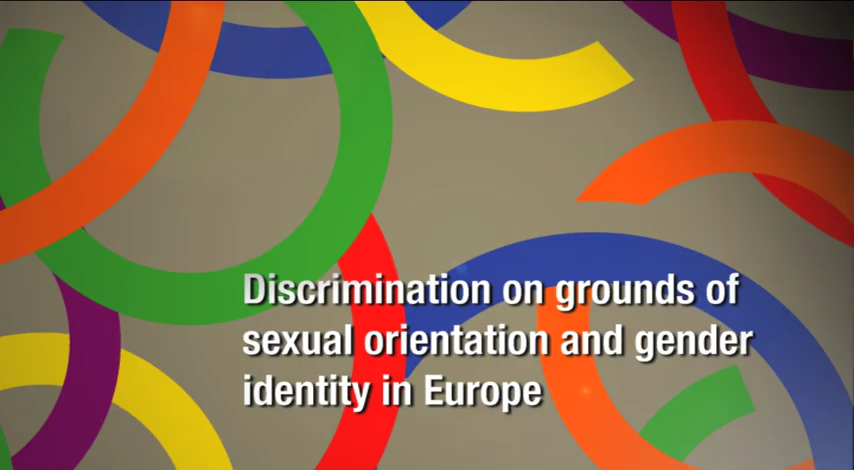 Discrimination on grounds of
sexual orientation and gender
identity in Europe